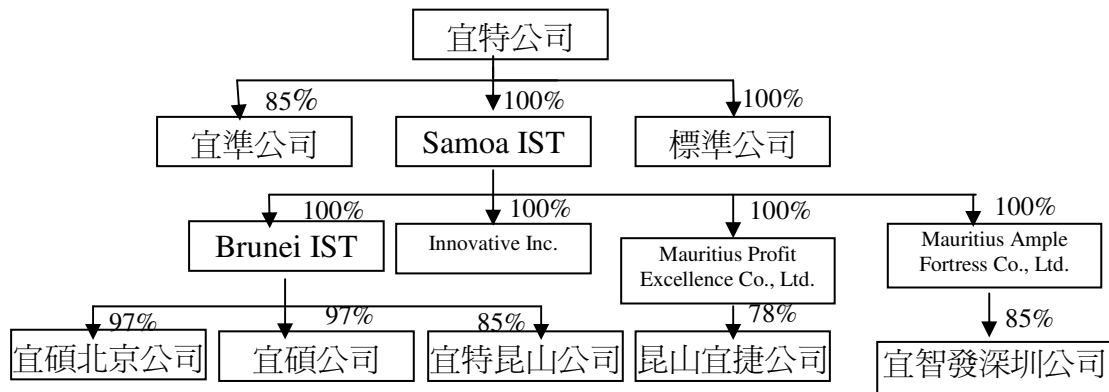 宜特公司
85%
100%
100%
宜準公司
Samoa IST
標準公司
100%
100%
100%
100%
Brunei IST
Innovative Inc.
Mauritius Profit
Excellence Co., Ltd.
Mauritius Ample
Fortress Co., Ltd.
97%
97%
85%
78%
85%
宜碩北京公司
宜碩公司
宜特昆山公司
昆山宜捷公司
宜智發深圳公司